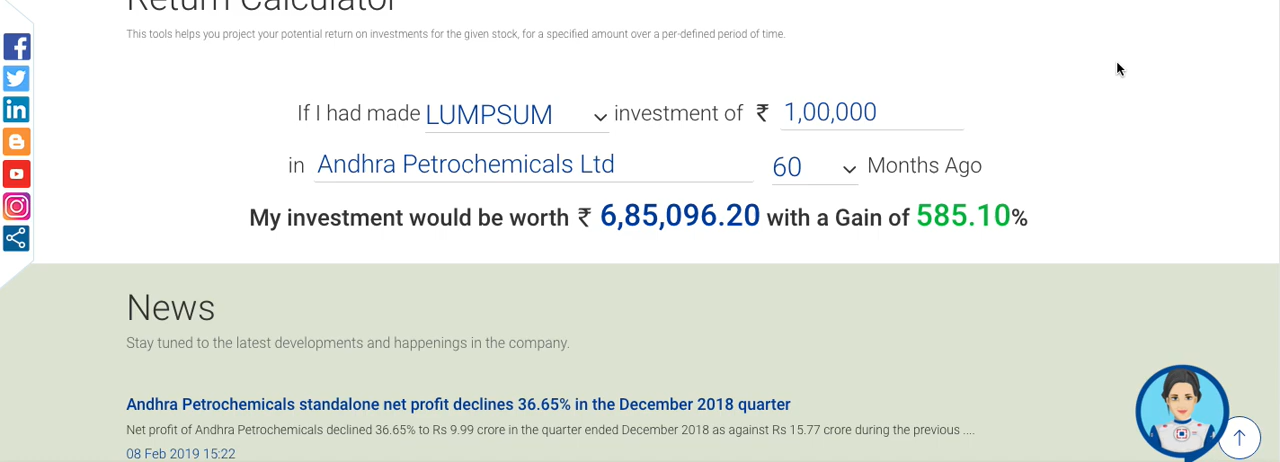 Return Calculator
This tools helps you project your potential return on investments for the given stock, for a specified amount over a per-defined period of time.
If I had made LUMPSUM investment of ₹ 1,00,000
in Andhra Petrochemicals Ltd 60 Months Ago
My investment would be worth ₹ 6,85,096.20 with a Gain of 585.10%
News
Stay tuned to the latest developments and happenings in the company.
Andhra Petrochemicals standalone net profit declines 36.65% in the December 2018 quarter
Net profit of Andhra Petrochemicals declined 36.65% to Rs 9.99 crore in the quarter ended December 2018 as against Rs 15.77 crore during the previous ....
08 Feb 2019 15:22